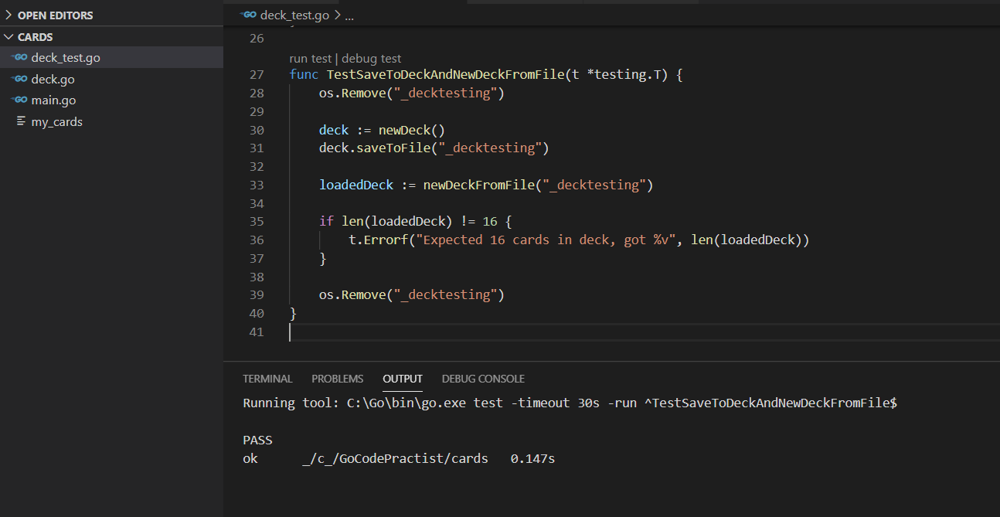 OPEN EDITORS
CARDS
GO deck_test.go
GO deck.go
GO main.go
my_cards
GO deck_test.go > ...
26
run test | debug test
27 func TestSaveToDeckAndNewDeckFromFile(t *testing.T) {
28 os.Remove("_decktesting")
29
30 deck := newDeck()
31 deck.saveToFile("_decktesting")
32
33 loadedDeck := newDeckFromFile("_decktesting")
34
35 if len(loadedDeck) != 16 {
36 t.Errorf("Expected 16 cards in deck, got %v", len(loadedDeck))
37 }
38
39 os.Remove("_decktesting")
40 }
41
TERMINAL PROBLEMS OUTPUT DEBUG CONSOLE
Running tool: C:\Go\bin\go.exe test -timeout 30s -run ^TestSaveToDeckAndNewDeckFromFile$
PASS
ok _/c_/GoCodePractist/cards 0.147s